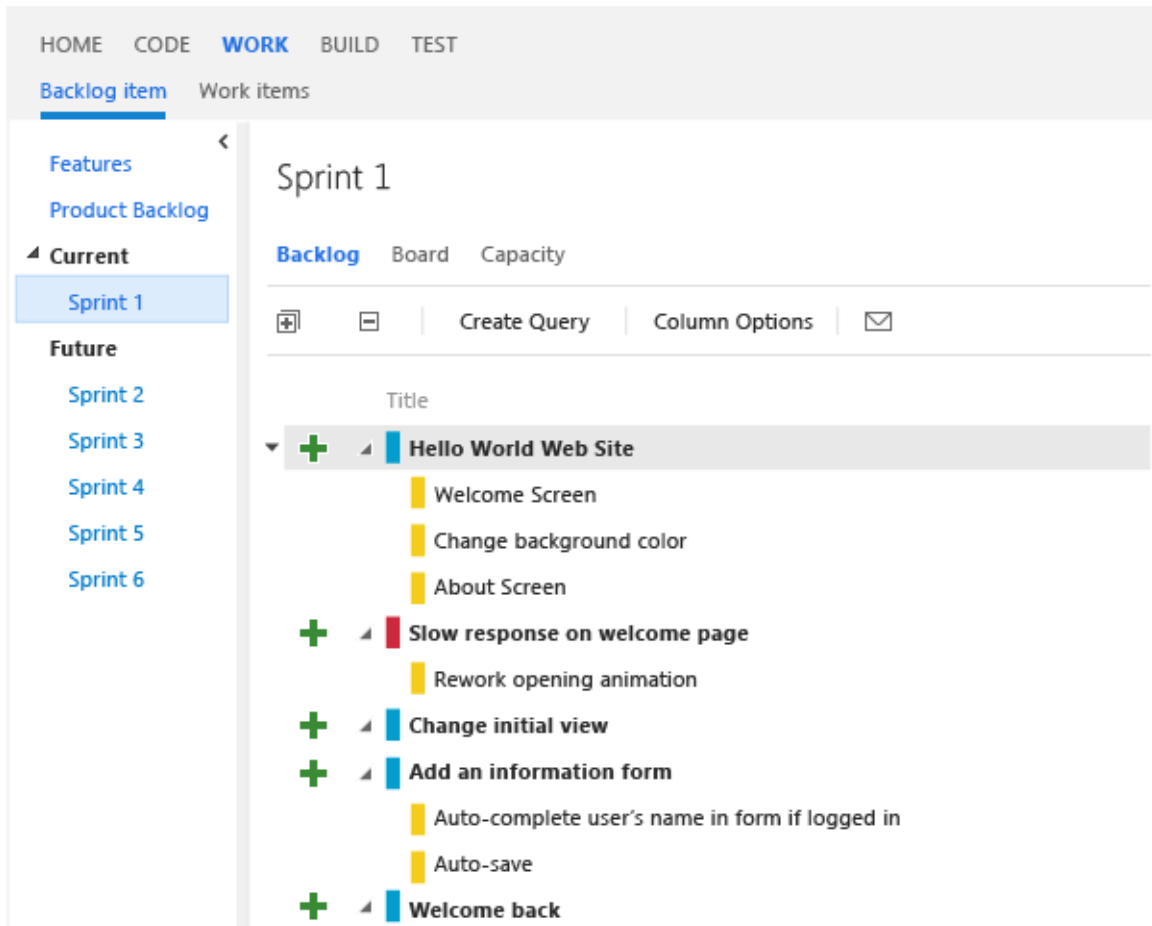 HOME CODE WORK BUILD TEST
Backlog item Work items
Features
Product Backlog
Current
Sprint 1
Future
Sprint 2
Sprint 3
Sprint 4
Sprint 5
Sprint 6
Sprint 1
Backlog Board Capacity
Create Query Column Options
Title
Hello World Web Site
Welcome Screen
Change background color
About Screen
Slow response on welcome page
Rework opening animation
Change initial view
Add an information form
Auto-complete user's name in form if logged in
Auto-save
Welcome back